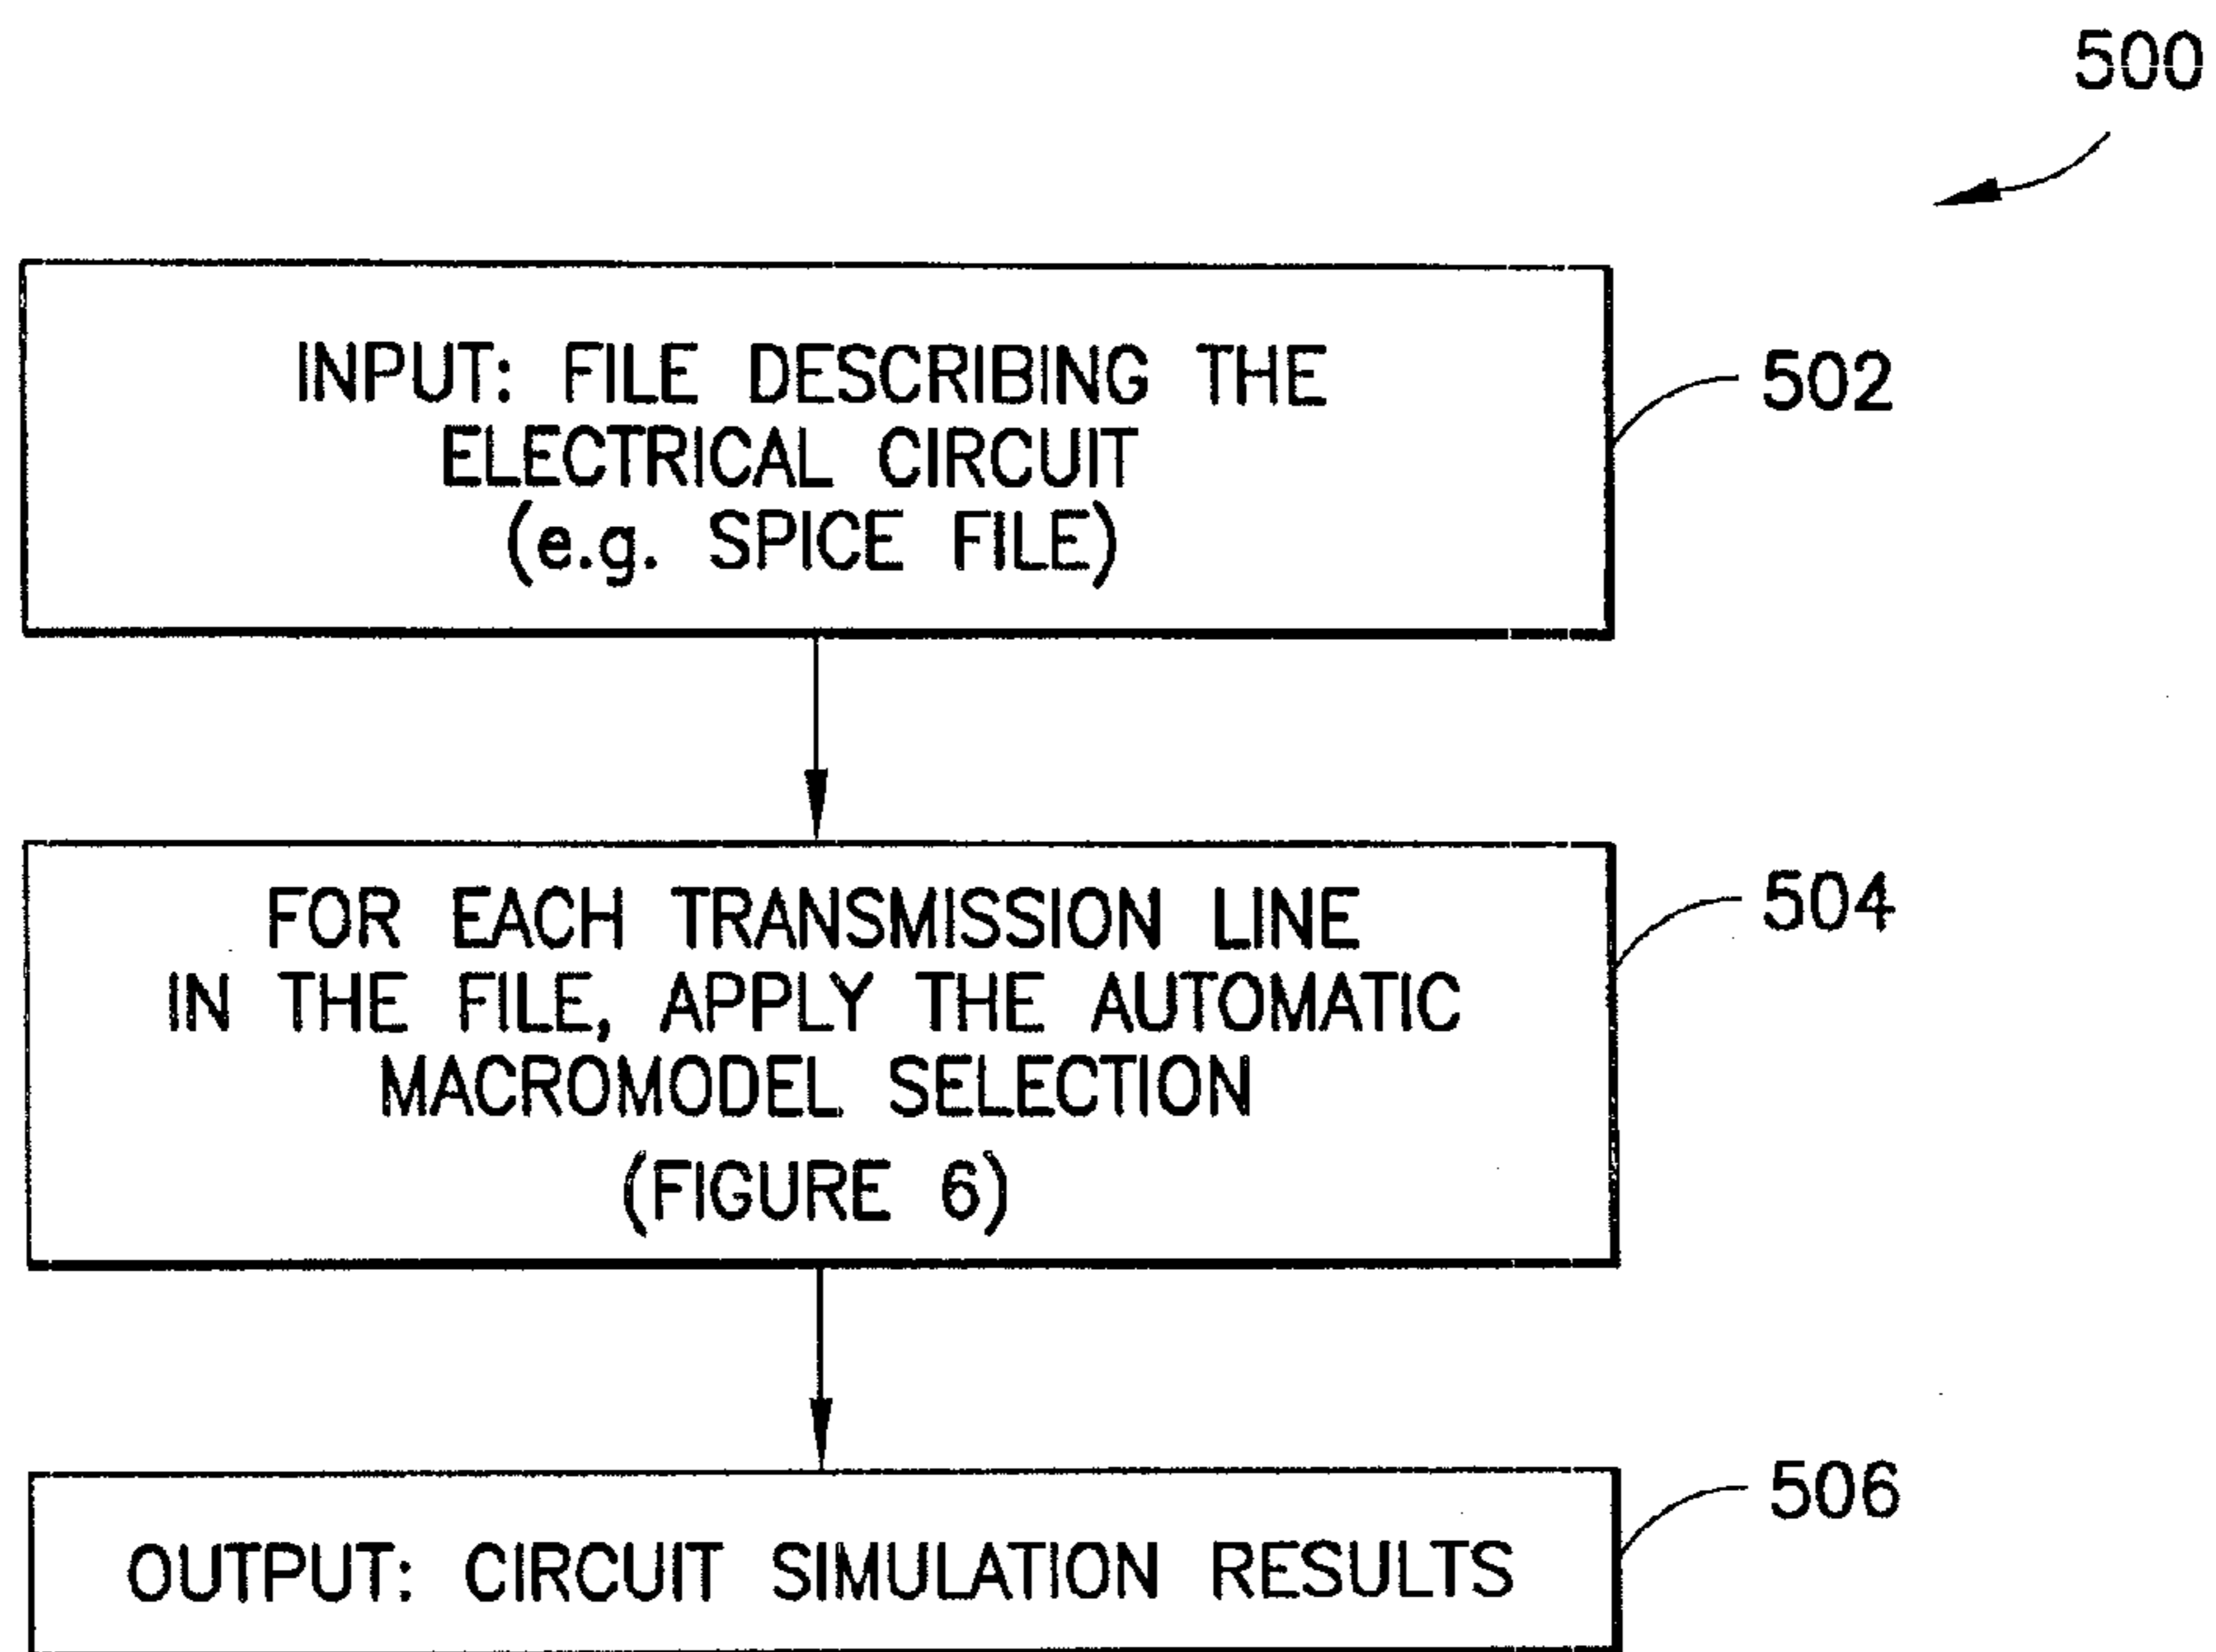 500
INPUT: FILE DESCRIBING THE
ELECTRICAL CIRCUIT
(e.g. SPICE FILE)
502
FOR EACH TRANSMISSION LINE
IN THE FILE, APPLY THE AUTOMATIC
MACROMODEL SELECTION
(FIGURE 6)
504
OUTPUT: CIRCUIT SIMULATION RESULTS
506